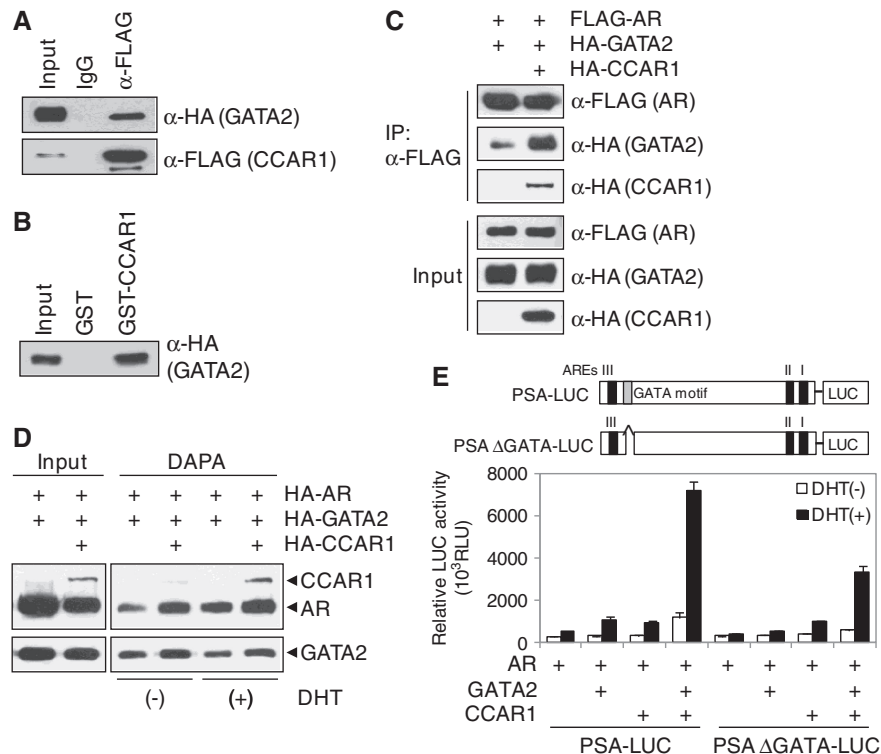 A
Input
IgG
α-FLAG
α-HA (GATA2)
α-FLAG (CCAR1)
B
Input
GST
GST-CCAR1
α-HA
(GATA2)
C
+ + FLAG-AR
+ + HA-GATA2
+ HA-CCAR1
IP:
α-FLAG
α-FLAG (AR)
α-HA (GATA2)
α-HA (CCAR1)
Input
α-FLAG (AR)
α-HA (GATA2)
α-HA (CCAR1)
D
Input DAPA
+ + + + + + HA-AR
+ + + + + + HA-GATA2
+ + + HA-CCAR1
CCAR1
AR
GATA2
(-) (+) DHT
E
AREs III II I
PSA-LUC GATA motif LUC
III II I
PSA ΔGATA-LUC LUC
Relative LUC activity
(10³RLU)
8000
6000
4000
2000
0
DHT(-)
DHT(+)
AR + + + + + + + +
GATA2 + + + +
CCAR1 + + + +
PSA-LUC PSA ΔGATA-LUC